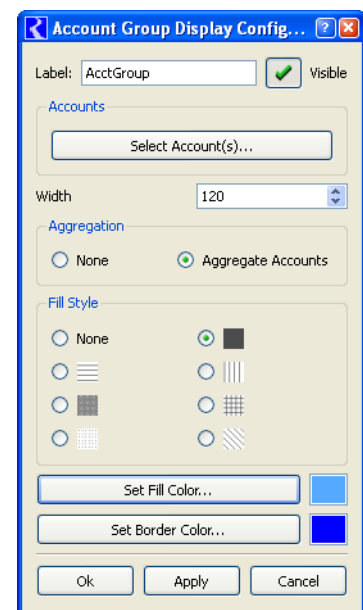 Account Group Display Config...
Label: AcctGroup Visible
Accounts
Select Account(s)...
Width 120
Aggregation
None Aggregate Accounts
Fill Style
None
Set Fill Color...
Set Border Color...
Ok Apply Cancel